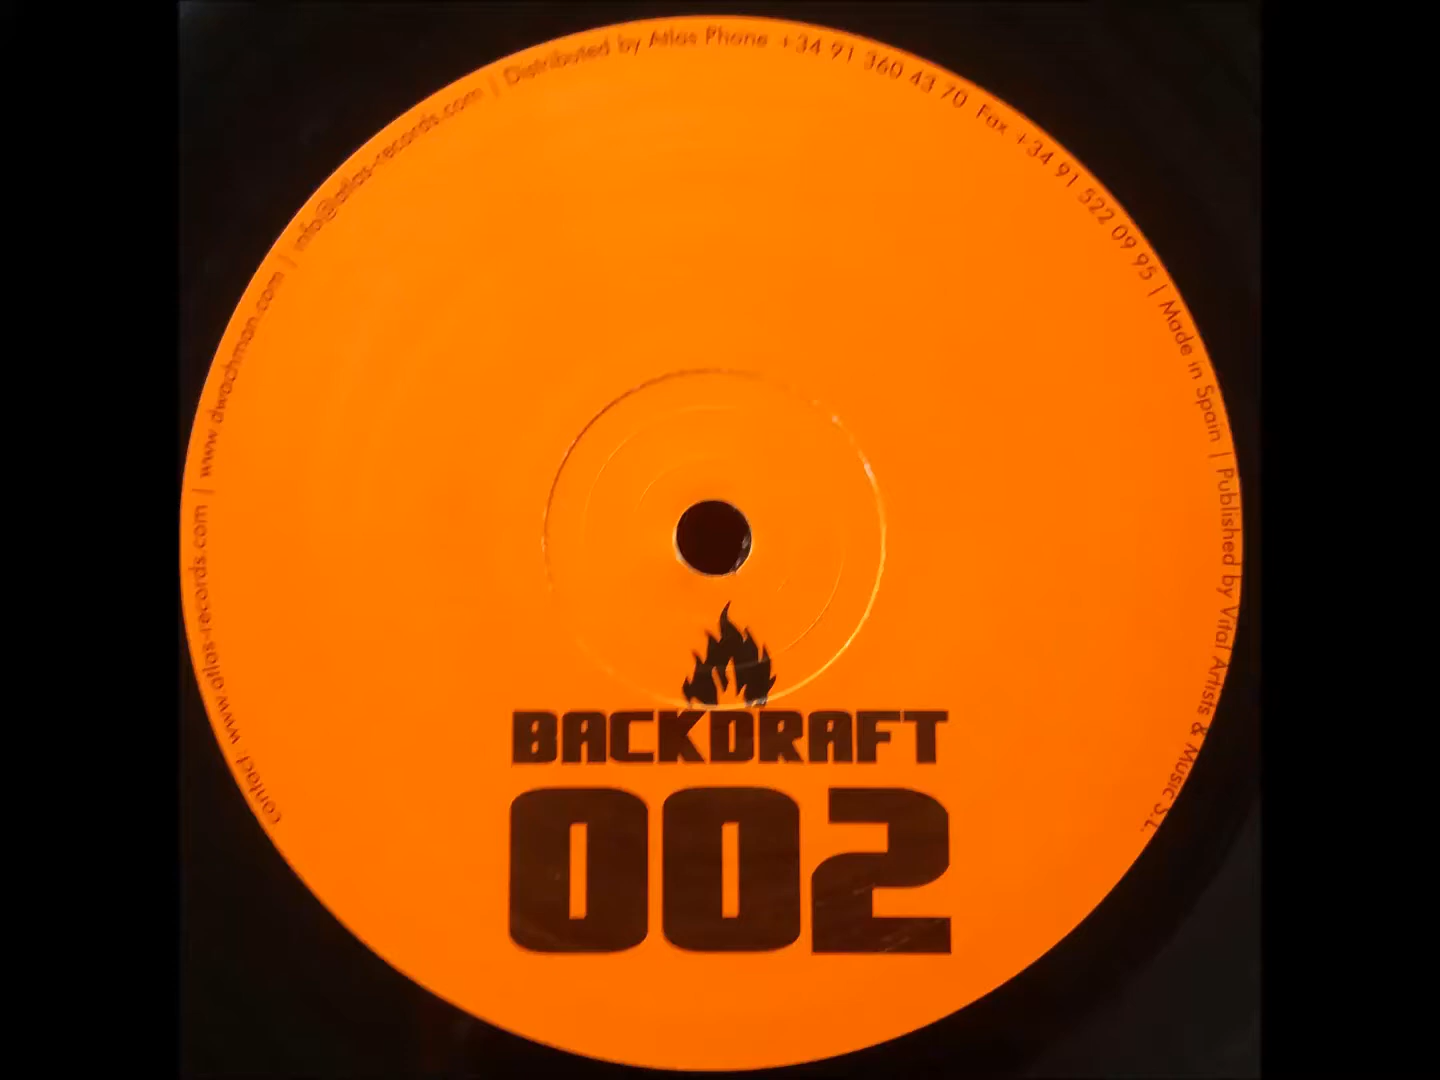 contact: www.atlas-records.com | www.dwachman.com | info@atlas-records.com | Distributed by Atlas Phone +34 91 360 43 70 Fax +34 91 522 09 95 | Made in Spain | Published by Vital Artists & Music S.L.
BACKDRAFT
002